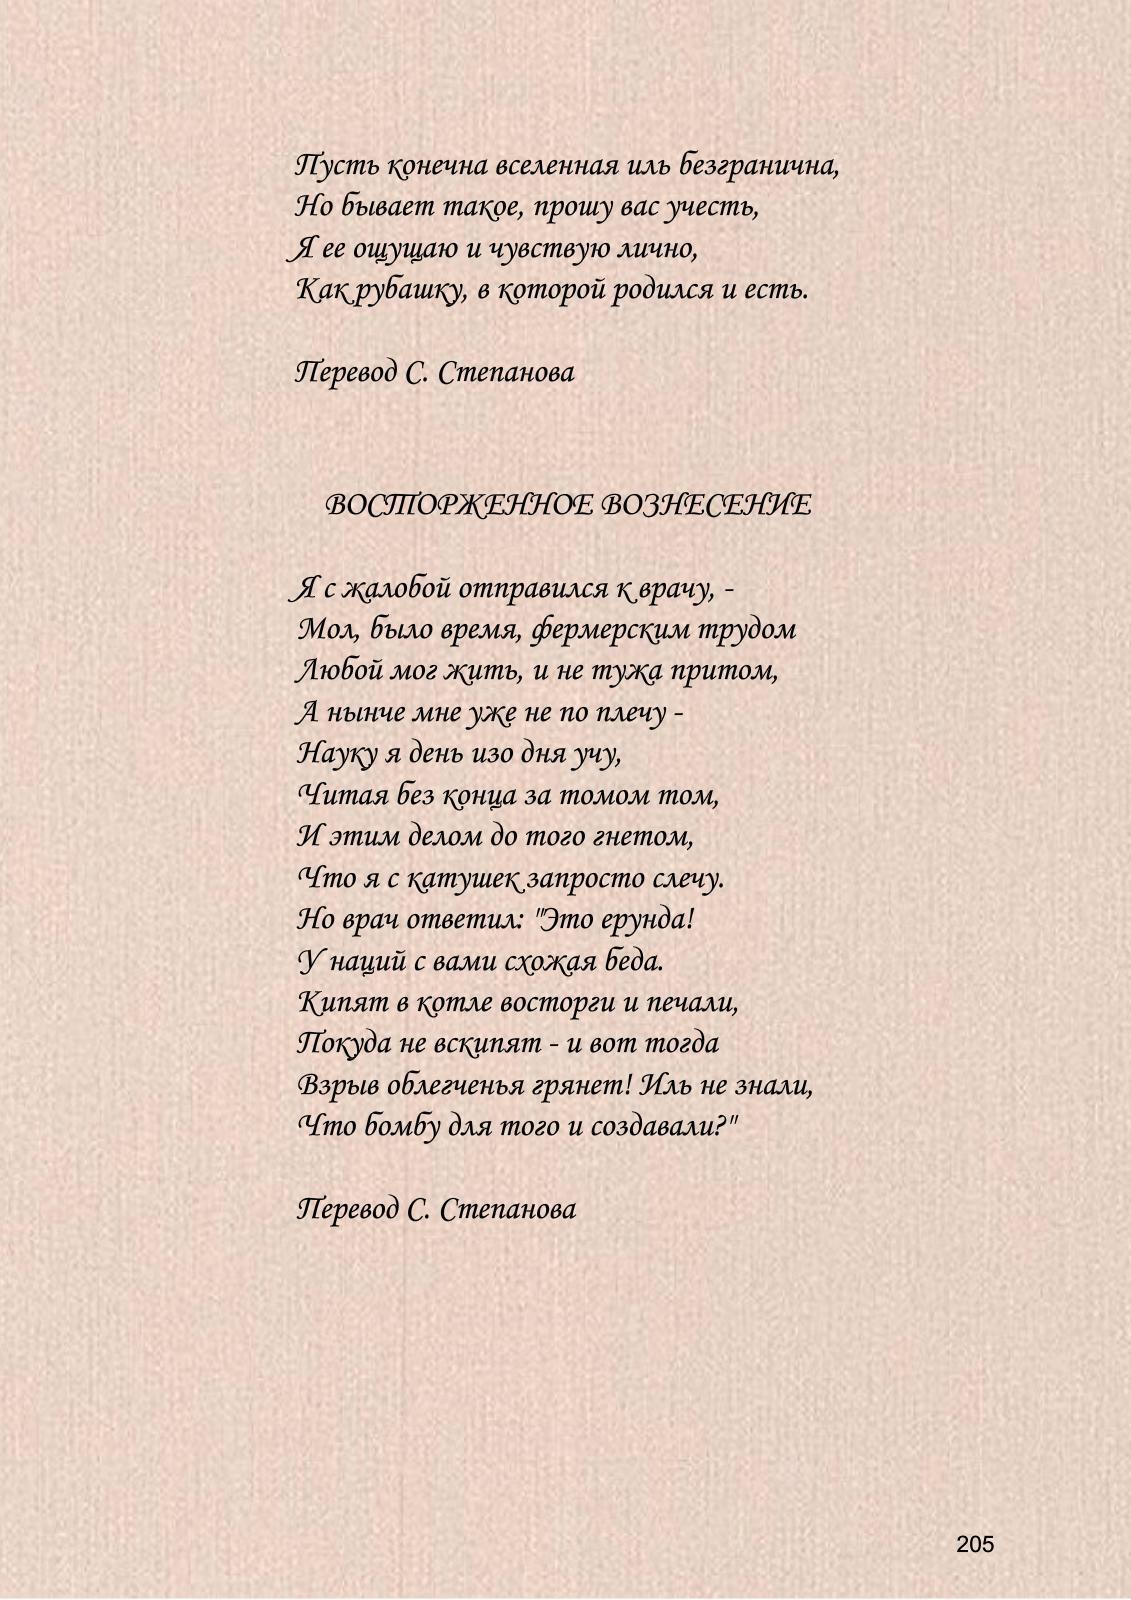 Пусть конечна вселенная иль безгранична,
Но бывает такое, прошу вас учесть,
Я ее ощущаю и чувствую лично,
Как рубашку, в которой родился и есть.
Перевод С. Степанова
ВОСТОРЖЕННОЕ ВОЗНЕСЕНИЕ
Я с жалобой отправился к врачу, -
Мол, было время, фермерским трудом
Любой мог жить, и не тужа притом,
А нынче мне уже не по плечу -
Науку я день изо дня учу,
Читая без конца за томом том,
И этим делом до того гнетом,
Что я с катушек запросто слечу.
Но врач ответил: "Это ерунда!
У наций с вами схожая беда.
Кипят в котле восторги и печали,
Покуда не вскипят - и вот тогда
Взрыв облегченья грянет! Иль не знали,
Что бомбу для того и создавали?"
Перевод С. Степанова
205